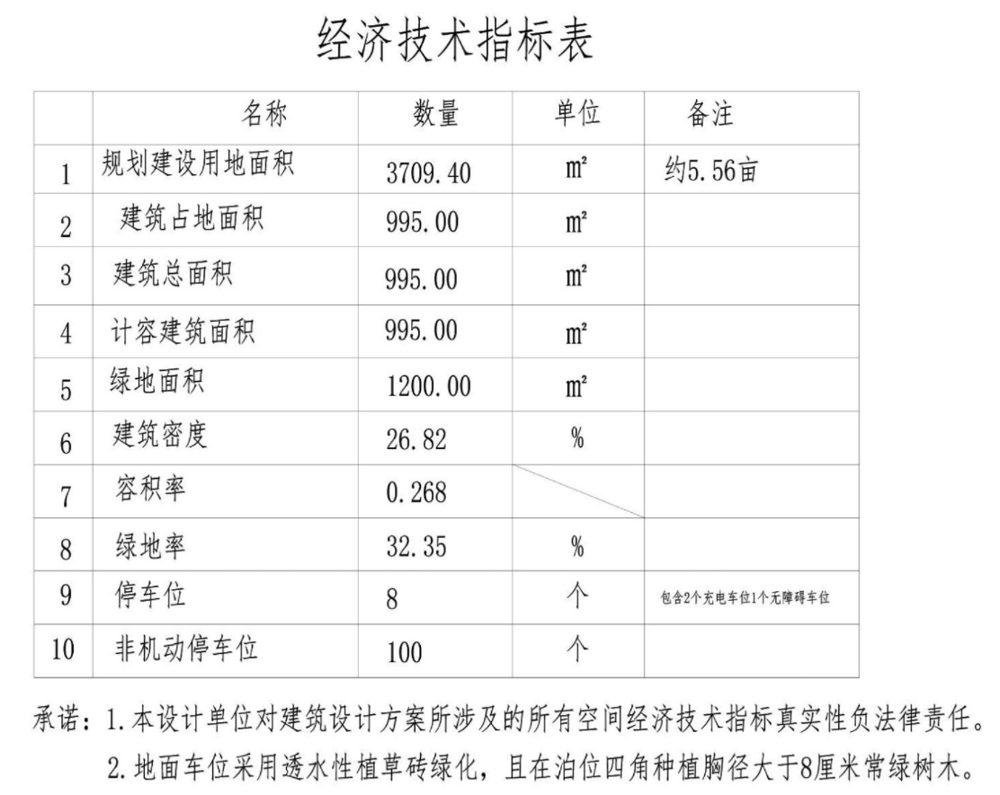 经济技术指标表
名称 数量 单位 备注
1 规划建设用地面积 3709.40 m² 约5.56亩
2 建筑占地面积 995.00 m²
3 建筑总面积 995.00 m²
4 计容建筑面积 995.00 m²
5 绿地面积 1200.00 m²
6 建筑密度 26.82 %
7 容积率 0.268
8 绿地率 32.35 %
9 停车位 8 个 包含2个充电车位1个无障碍车位
10 非机动停车位 100 个
承诺：1.本设计单位对建筑设计方案所涉及的所有空间经济技术指标真实性负法律责任。
2.地面车位采用透水性植草砖绿化，且在泊位四角种植胸径大于8厘米常绿树木。